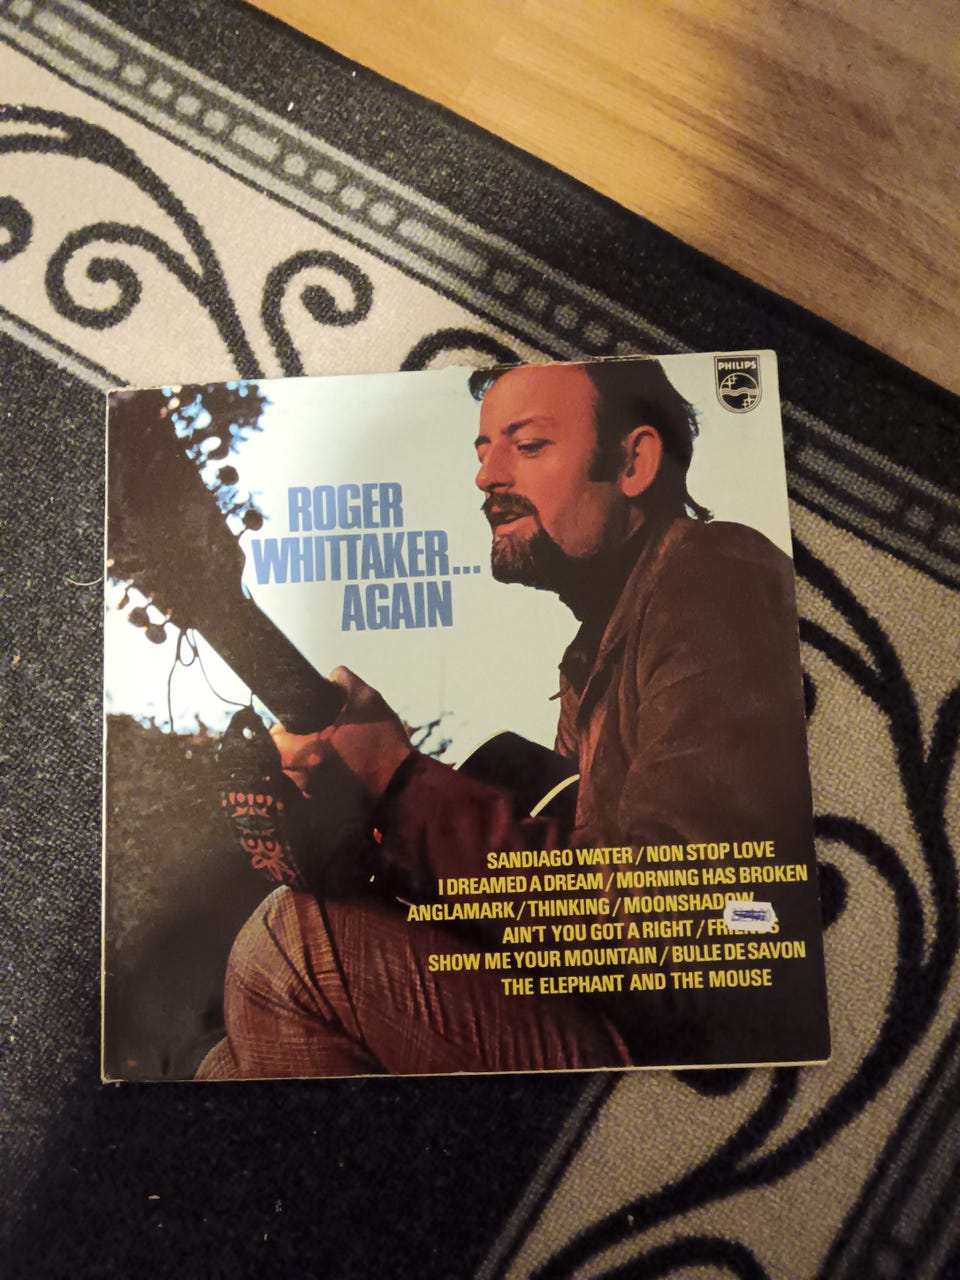 PHILIPS
ROGER
WHITTAKER...
AGAIN
SANDIAGO WATER / NON STOP LOVE
I DREAMED A DREAM / MORNING HAS BROKEN
ANGLAMARK / THINKING / MOONSHADOW
AIN'T YOU GOT A RIGHT / FRIENDS
SHOW ME YOUR MOUNTAIN / BULLE DE SAVON
THE ELEPHANT AND THE MOUSE